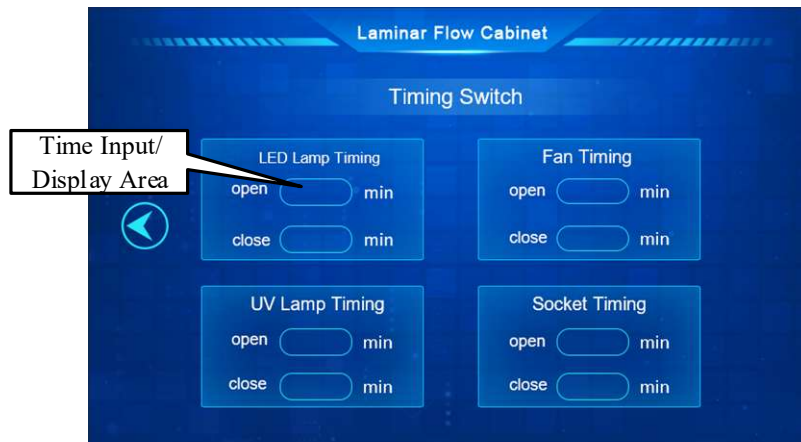 Laminar Flow Cabinet
Timing Switch
Time Input/
Display Area
LED Lamp Timing
open min
close min
Fan Timing
open min
close min
UV Lamp Timing
open min
close min
Socket Timing
open min
close min